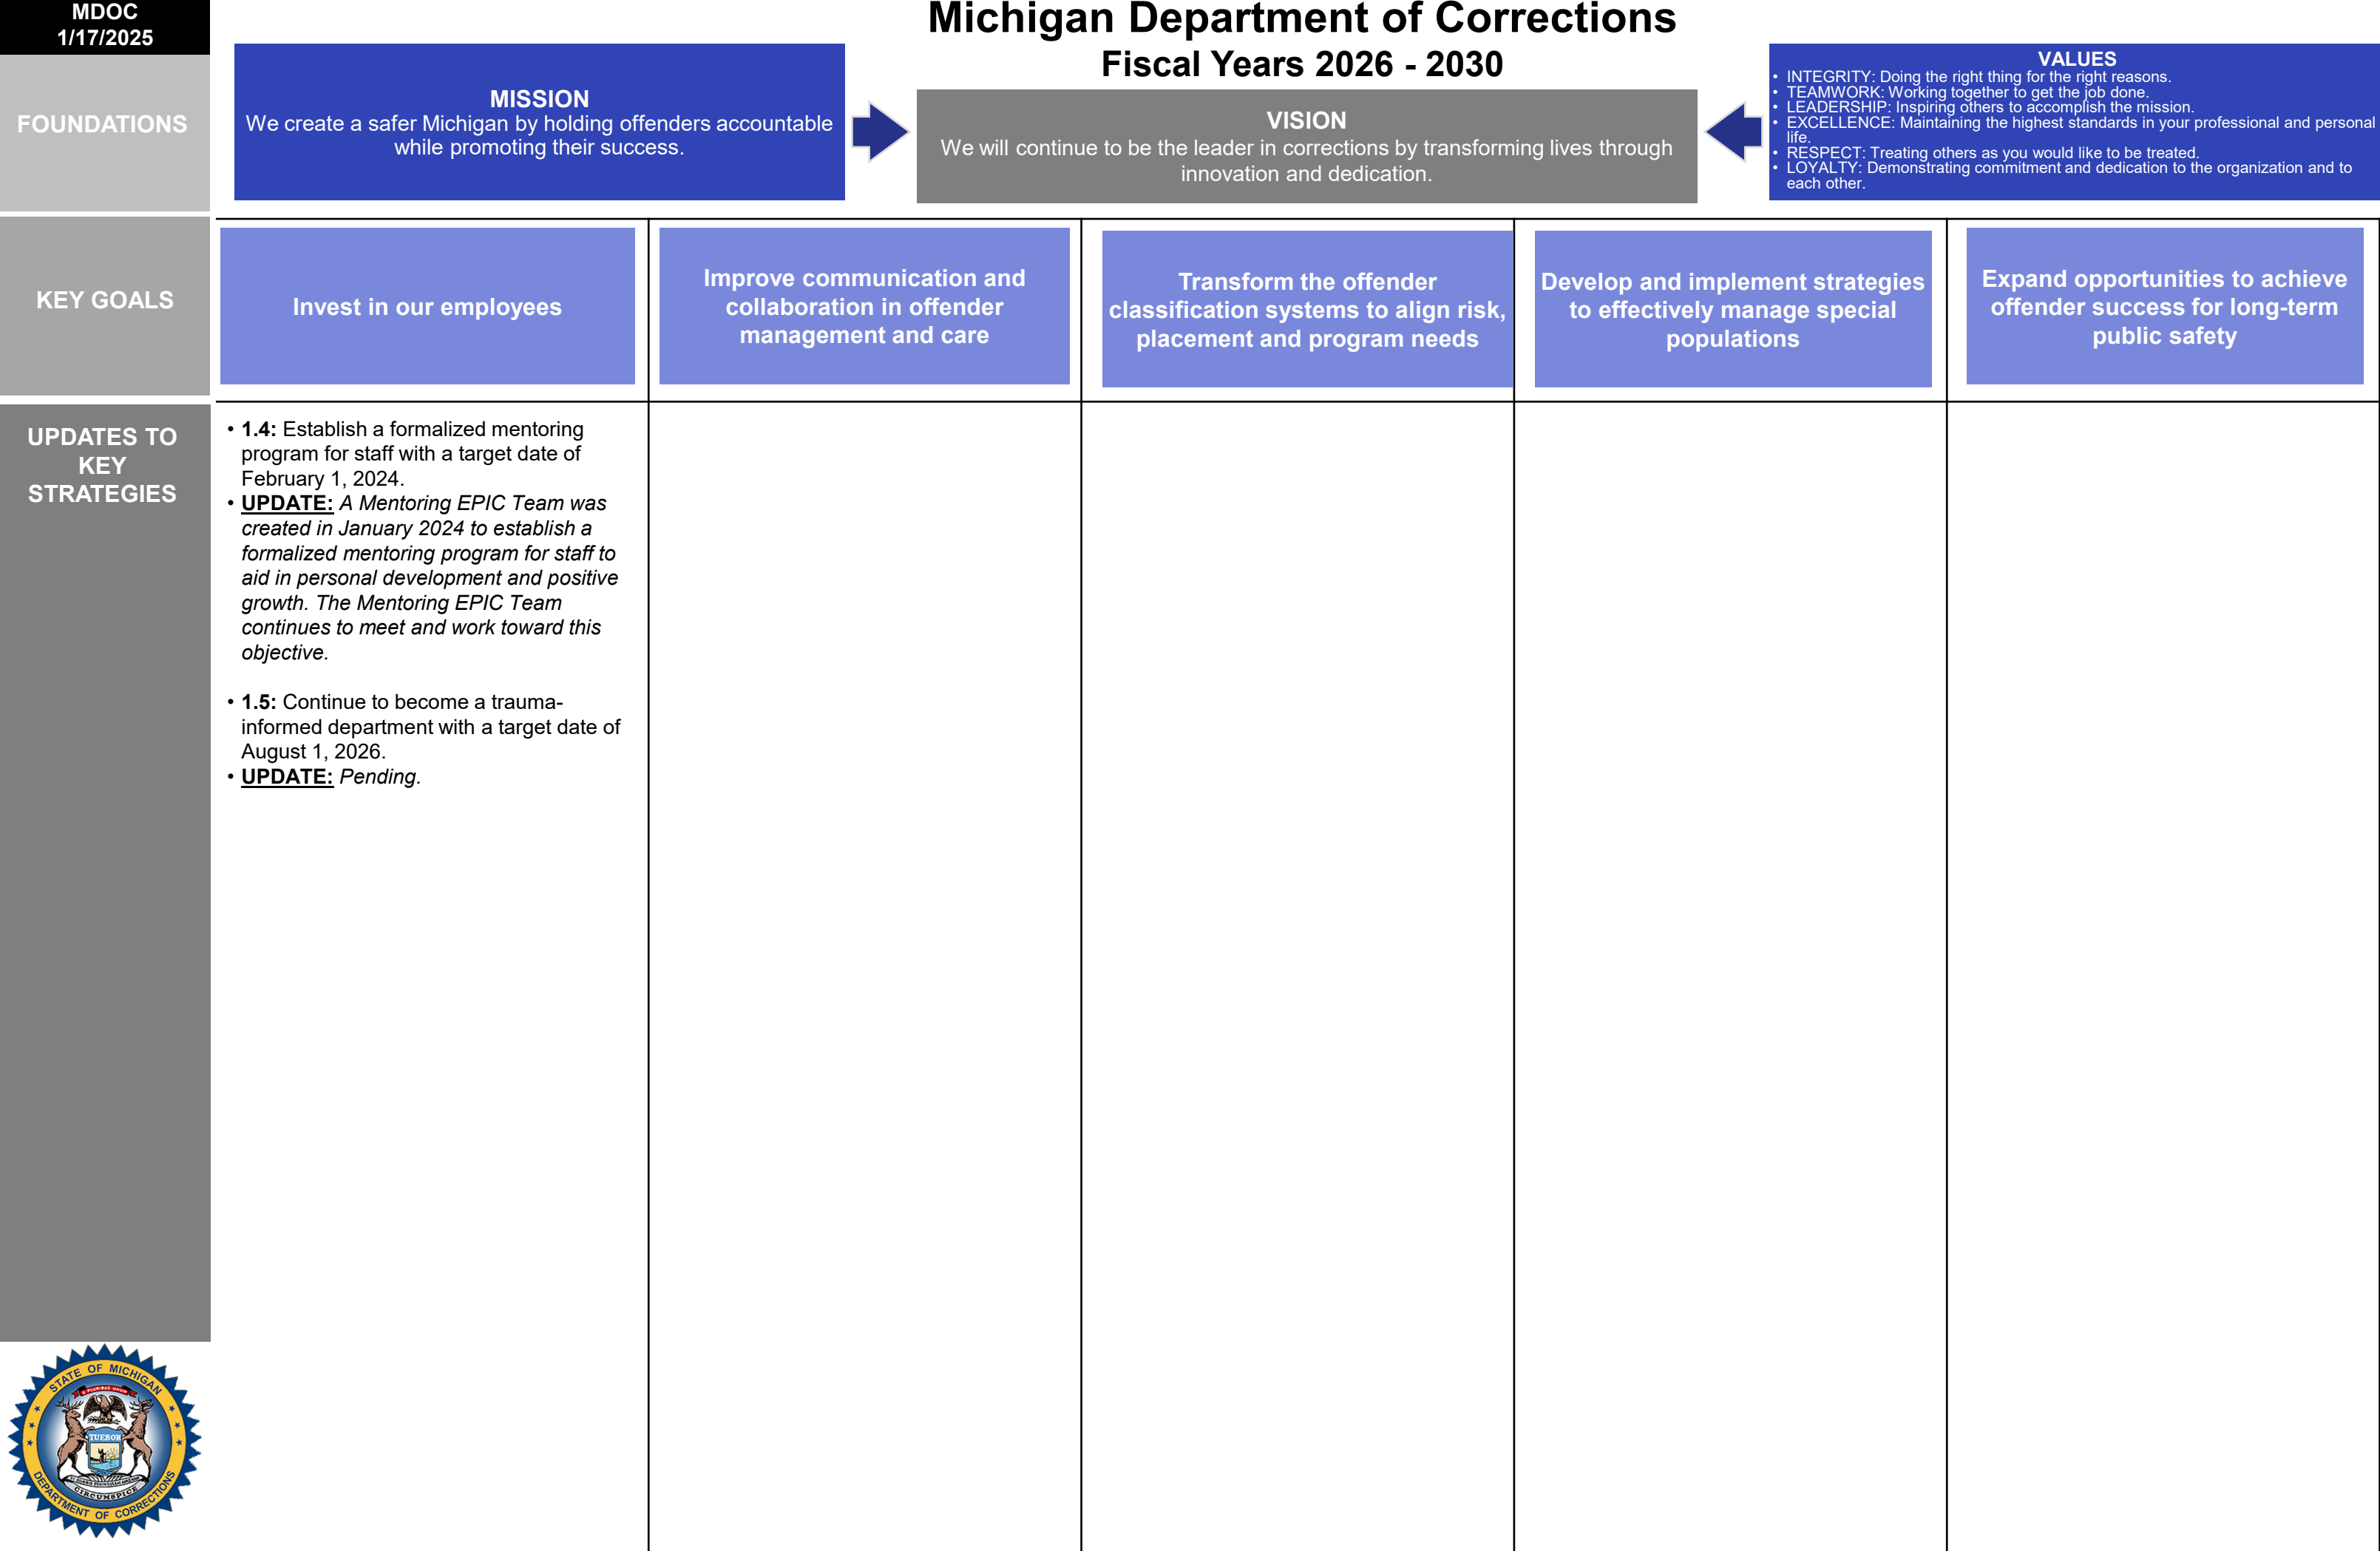 MDOC
1/17/2025
Michigan Department of Corrections
Fiscal Years 2026 - 2030
FOUNDATIONS
MISSION
We create a safer Michigan by holding offenders accountable
while promoting their success.
VISION
We will continue to be the leader in corrections by transforming lives through
innovation and dedication.
VALUES
• INTEGRITY: Doing the right thing for the right reasons.
• TEAMWORK: Working together to get the job done.
• LEADERSHIP: Inspiring others to accomplish the mission.
• EXCELLENCE: Maintaining the highest standards in your professional and personal
life.
• RESPECT: Treating others as you would like to be treated.
• LOYALTY: Demonstrating commitment and dedication to the organization and to
each other.
KEY GOALS
Invest in our employees
Improve communication and
collaboration in offender
management and care
Transform the offender
classification systems to align risk,
placement and program needs
Develop and implement strategies
to effectively manage special
populations
Expand opportunities to achieve
offender success for long-term
public safety
UPDATES TO
KEY
STRATEGIES
• 1.4: Establish a formalized mentoring
program for staff with a target date of
February 1, 2024.
• UPDATE: A Mentoring EPIC Team was
created in January 2024 to establish a
formalized mentoring program for staff to
aid in personal development and positive
growth. The Mentoring EPIC Team
continues to meet and work toward this
objective.
• 1.5: Continue to become a trauma-
informed department with a target date of
August 1, 2026.
• UPDATE: Pending.
STATE OF MICHIGAN
E PLURIBUS UNUM
TUEBOR
CIRCUMSPICE
DEPARTMENT OF CORRECTIONS